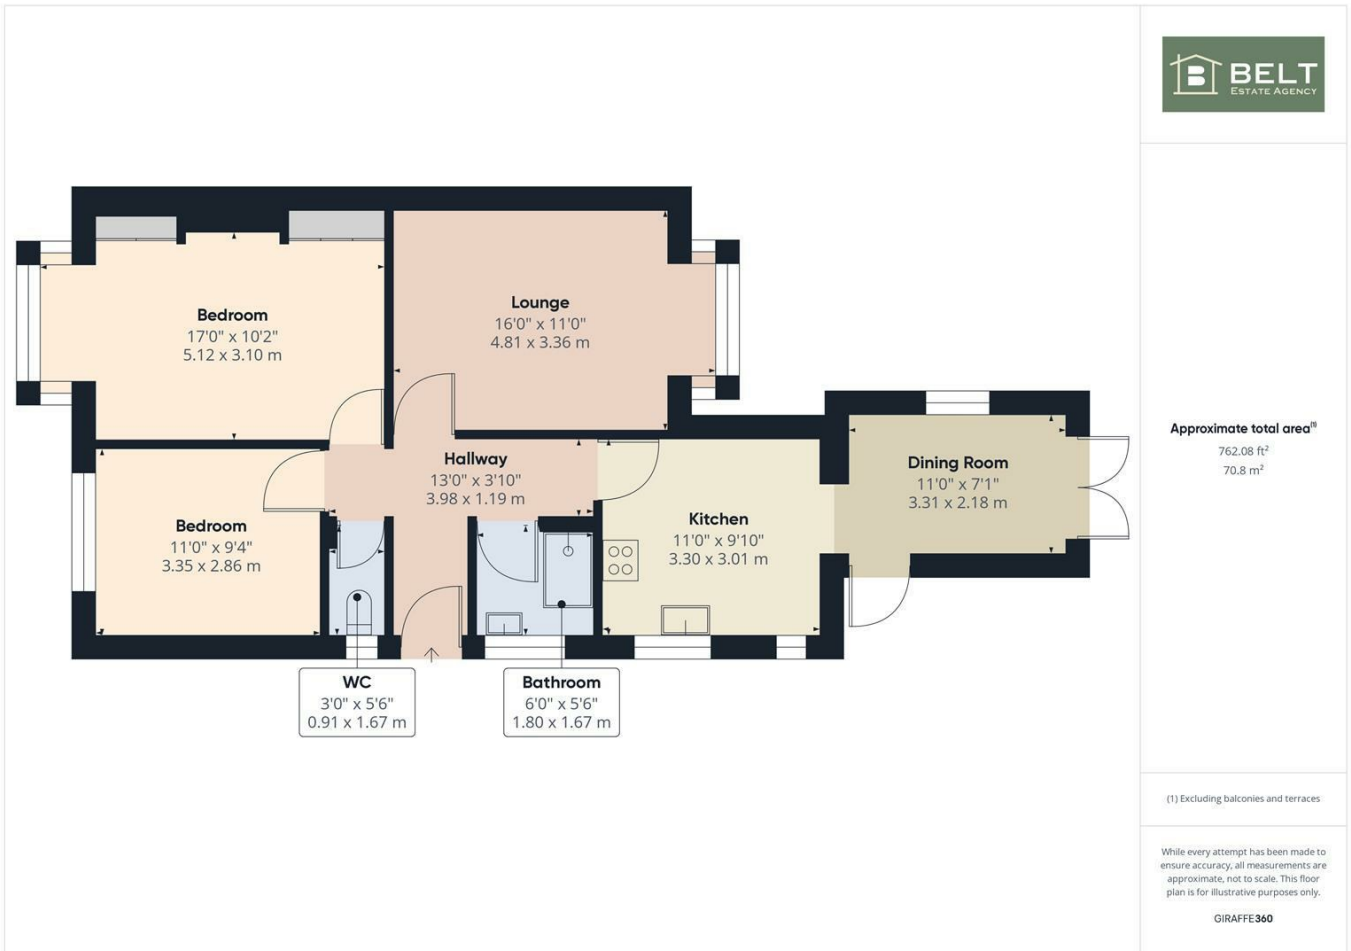 BELT
ESTATE AGENCY
Bedroom
17'0" x 10'2"
5.12 x 3.10 m
Lounge
16'0" x 11'0"
4.81 x 3.36 m
Hallway
13'0" x 3'10"
3.98 x 1.19 m
Dining Room
11'0" x 7'1"
3.31 x 2.18 m
Bedroom
11'0" x 9'4"
3.35 x 2.86 m
Kitchen
11'0" x 9'10"
3.30 x 3.01 m
WC
3'0" x 5'6"
0.91 x 1.67 m
Bathroom
6'0" x 5'6"
1.80 x 1.67 m
Approximate total area(1)
762.08 ft²
70.8 m²
(1) Excluding balconies and terraces
While every attempt has been made to
ensure accuracy, all measurements are
approximate, not to scale. This floor
plan is for illustrative purposes only.
GIRAFFE360